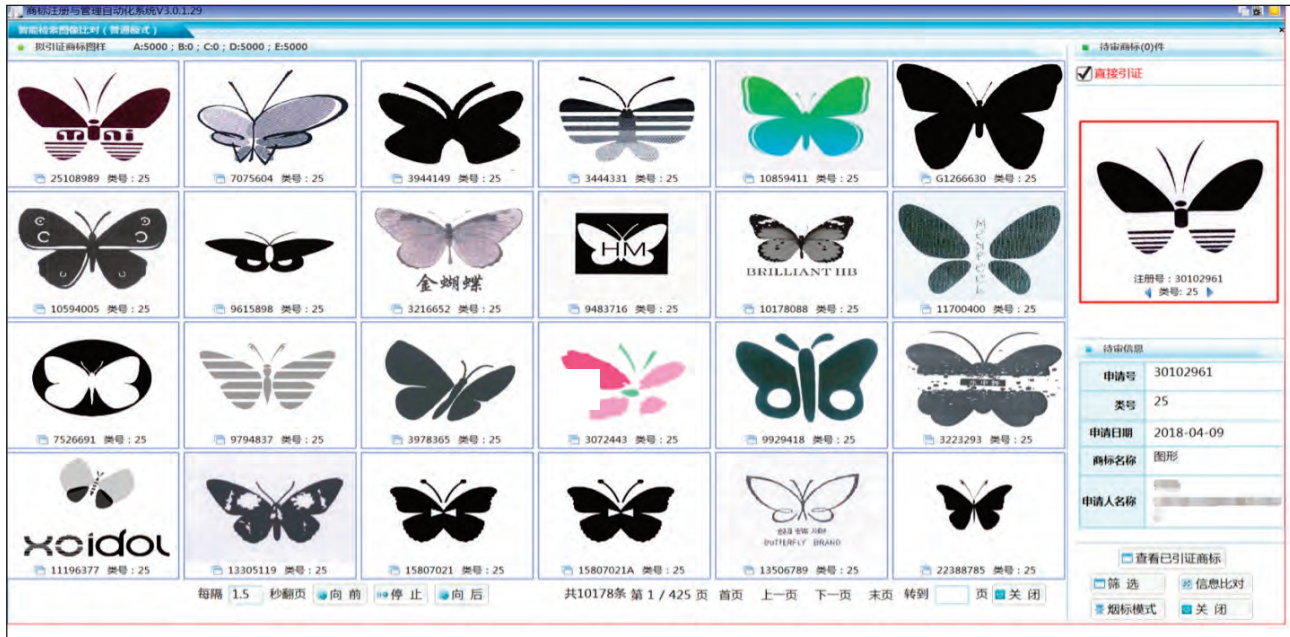 商标注册与管理自动化系统V3.0.1.29
智能检索图像比对(普通模式)
拟引证商标图样 A:5000;B:0;C:0;D:5000;E:5000
待审商标(0)件
直接引证
25108989 类号:25
7075604 类号:25
3944149 类号:25
3444331 类号:25
10859411 类号:25
G1266630 类号:25
金蝴蝶
HM
BRILLIANT HB
10594005 类号:25
9615898 类号:25
3216652 类号:25
9483716 类号:25
10178088 类号:25
11700400 类号:25
7526691 类号:25
9794837 类号:25
3978365 类号:25
3072443 类号:25
9929418 类号:25
3223293 类号:25
xoidol
BUTTERFLY BRAND
11196377 类号:25
13305119 类号:25
15807021 类号:25
15807021A 类号:25
13506789 类号:25
22388785 类号:25
每隔 1.5 秒翻页 向 前 停 止 向 后 共10178条 第 1 / 425 页 首页 上一页 下一页 末页 转到 页 关 闭
注册号:30102961
类号: 25
待审信息
申请号 30102961
类号 25
申请日期 2018-04-09
商标名称 图形
申请人名称
查看已引证商标
筛 选 信息比对
烟标模式 关 闭